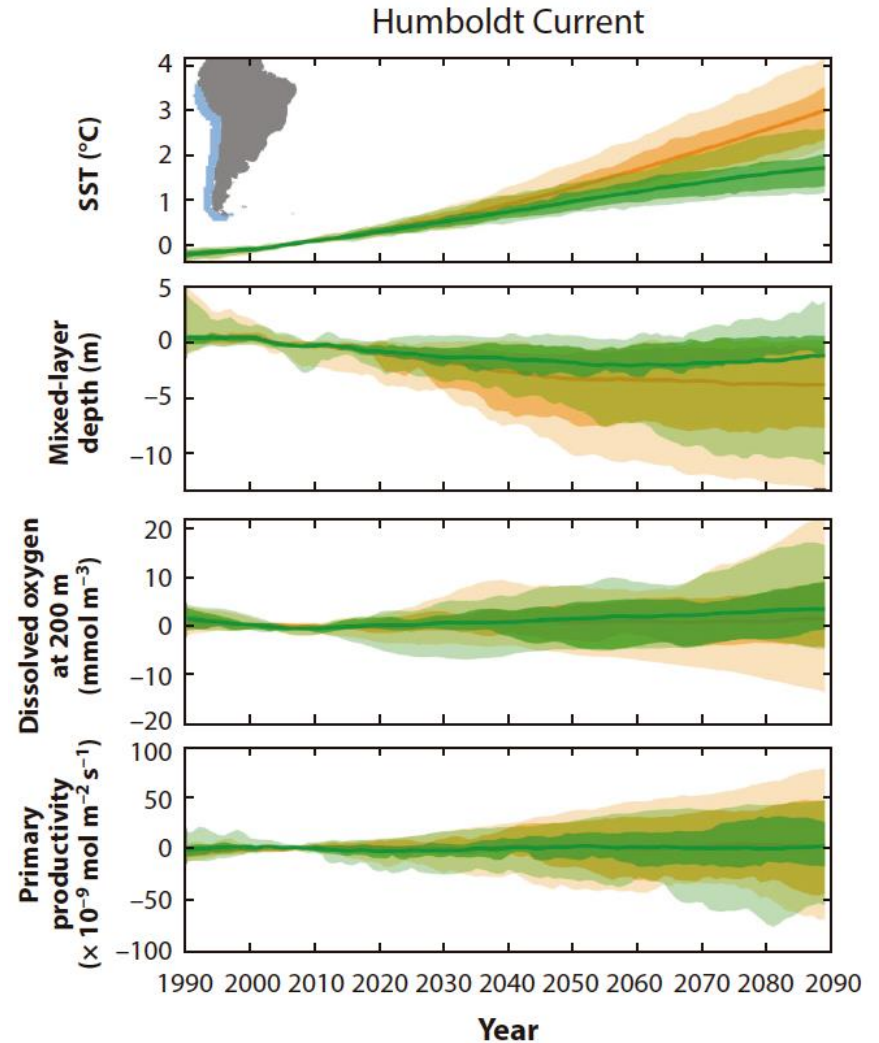 Humboldt Current
SST (°C)
4
3
2
1
0
Mixed-layer
depth (m)
5
0
−5
−10
Dissolved oxygen
at 200 m
(mmol m⁻³)
20
10
0
−10
−20
Primary
productivity
(× 10⁻⁹ mol m⁻² s⁻¹)
100
50
0
−50
−100
1990 2000 2010 2020 2030 2040 2050 2060 2070 2080 2090
Year